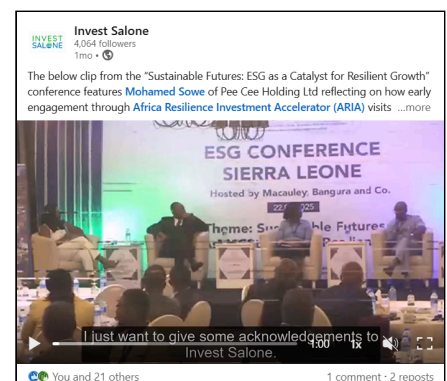 INVEST
SALONE
Invest Salone
4,064 followers
1mo •
The below clip from the “Sustainable Futures: ESG as a Catalyst for Resilient Growth”
conference features Mohamed Sowe of Pee Cee Holding Ltd reflecting on how early
engagement through Africa Resilience Investment Accelerator (ARIA) visits ...more
ESG CONFERENCE
SIERRA LEONE
Hosted by Macauley, Bangura and Co.
2025
Theme: Futures
I just want to give some acknowledgements to
Invest Salone.
1:00 1x
You and 21 others
1 comment · 2 reposts